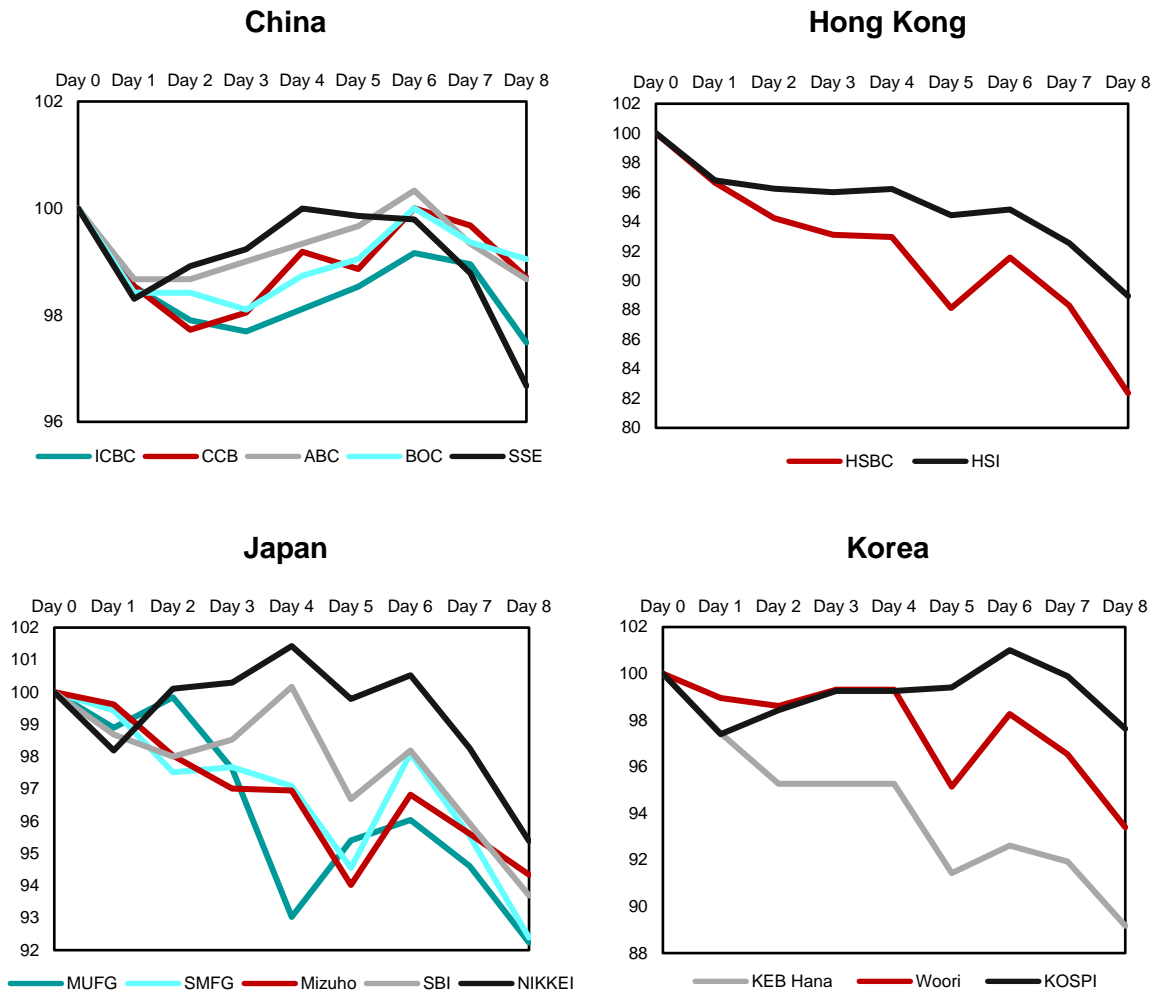 China
Day 0 Day 1 Day 2 Day 3 Day 4 Day 5 Day 6 Day 7 Day 8
102
100
98
96
ICBC CCB ABC BOC SSE
Hong Kong
Day 0 Day 1 Day 2 Day 3 Day 4 Day 5 Day 6 Day 7 Day 8
102
100
98
96
94
92
90
88
86
84
82
80
HSBC HSI
Japan
Day 0 Day 1 Day 2 Day 3 Day 4 Day 5 Day 6 Day 7 Day 8
102
101
100
99
98
97
96
95
94
93
92
MUFG SMFG Mizuho SBI NIKKEI
Korea
Day 0 Day 1 Day 2 Day 3 Day 4 Day 5 Day 6 Day 7 Day 8
102
100
98
96
94
92
90
88
KEB Hana Woori KOSPI